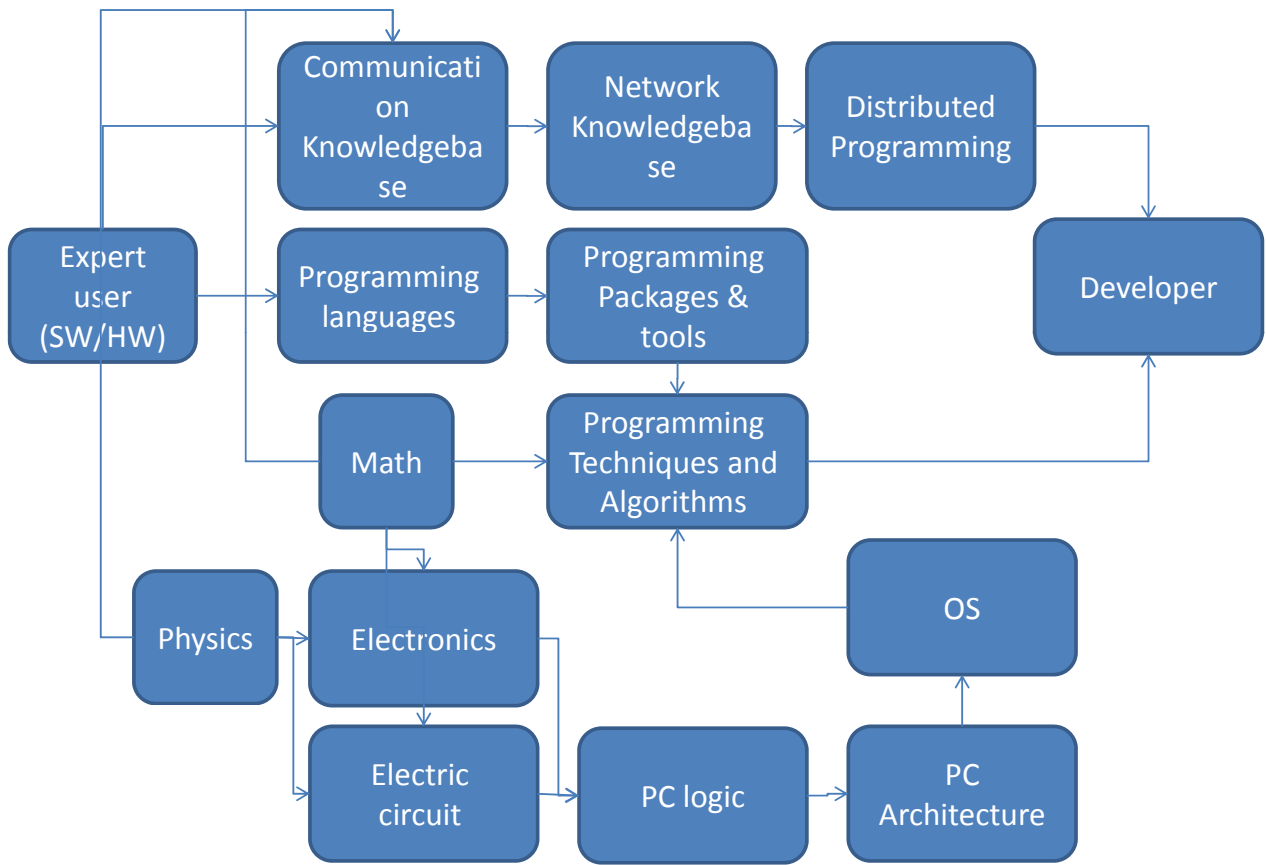 Communicati
on
Knowledgeba
se
Network
Knowledgeba
se
Distributed
Programming
Expert
user
(SW/HW)
Programming
languages
Programming
Packages &
tools
Developer
Math
Programming
Techniques and
Algorithms
Physics
Electronics
OS
Electric
circuit
PC logic
PC
Architecture